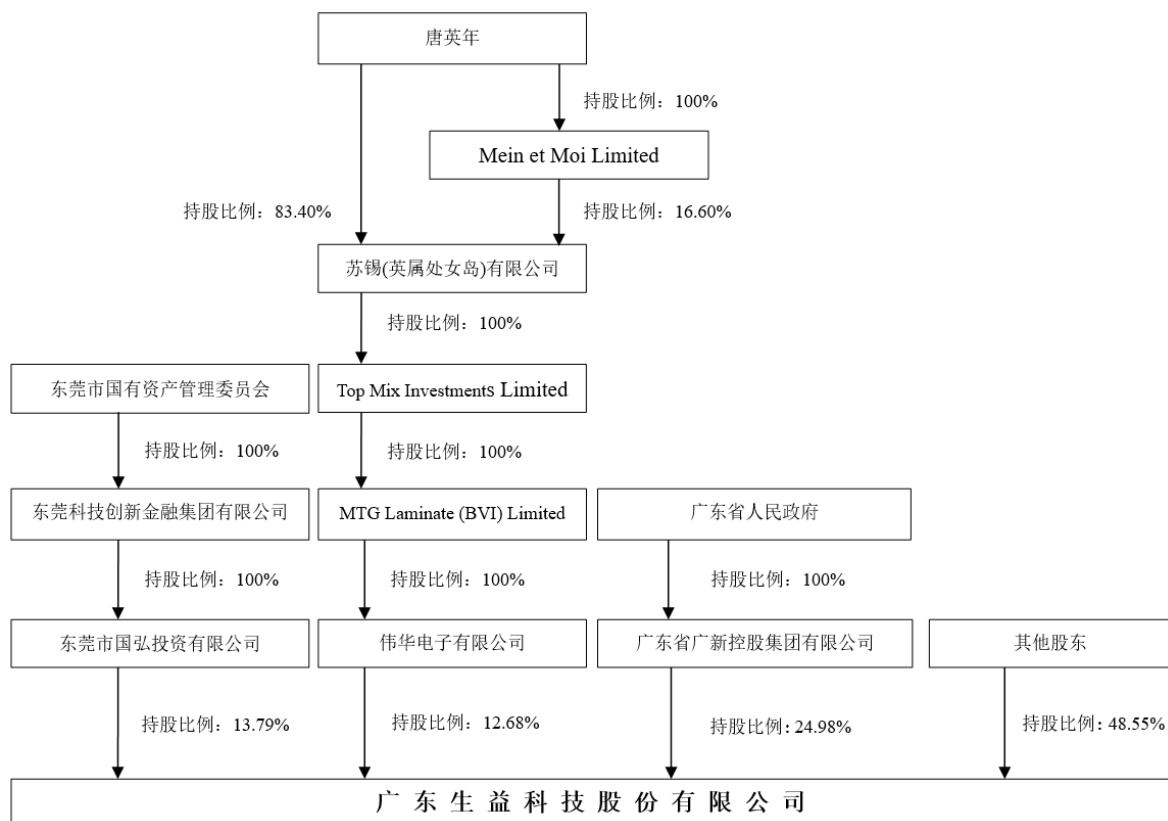 唐英年
持股比例：100%
Mein et Moi Limited
持股比例：83.40%
持股比例：16.60%
苏锡(英属处女岛)有限公司
持股比例：100%
东莞市国有资产管理委员会
Top Mix Investments Limited
持股比例：100%
持股比例：100%
东莞科技创新金融集团有限公司
MTG Laminate (BVI) Limited
广东省人民政府
持股比例：100%
持股比例：100%
持股比例：100%
东莞市国弘投资有限公司
伟华电子有限公司
广东省广新控股集团有限公司
其他股东
持股比例：13.79%
持股比例：12.68%
持股比例：24.98%
持股比例：48.55%
广东生益科技股份有限公司